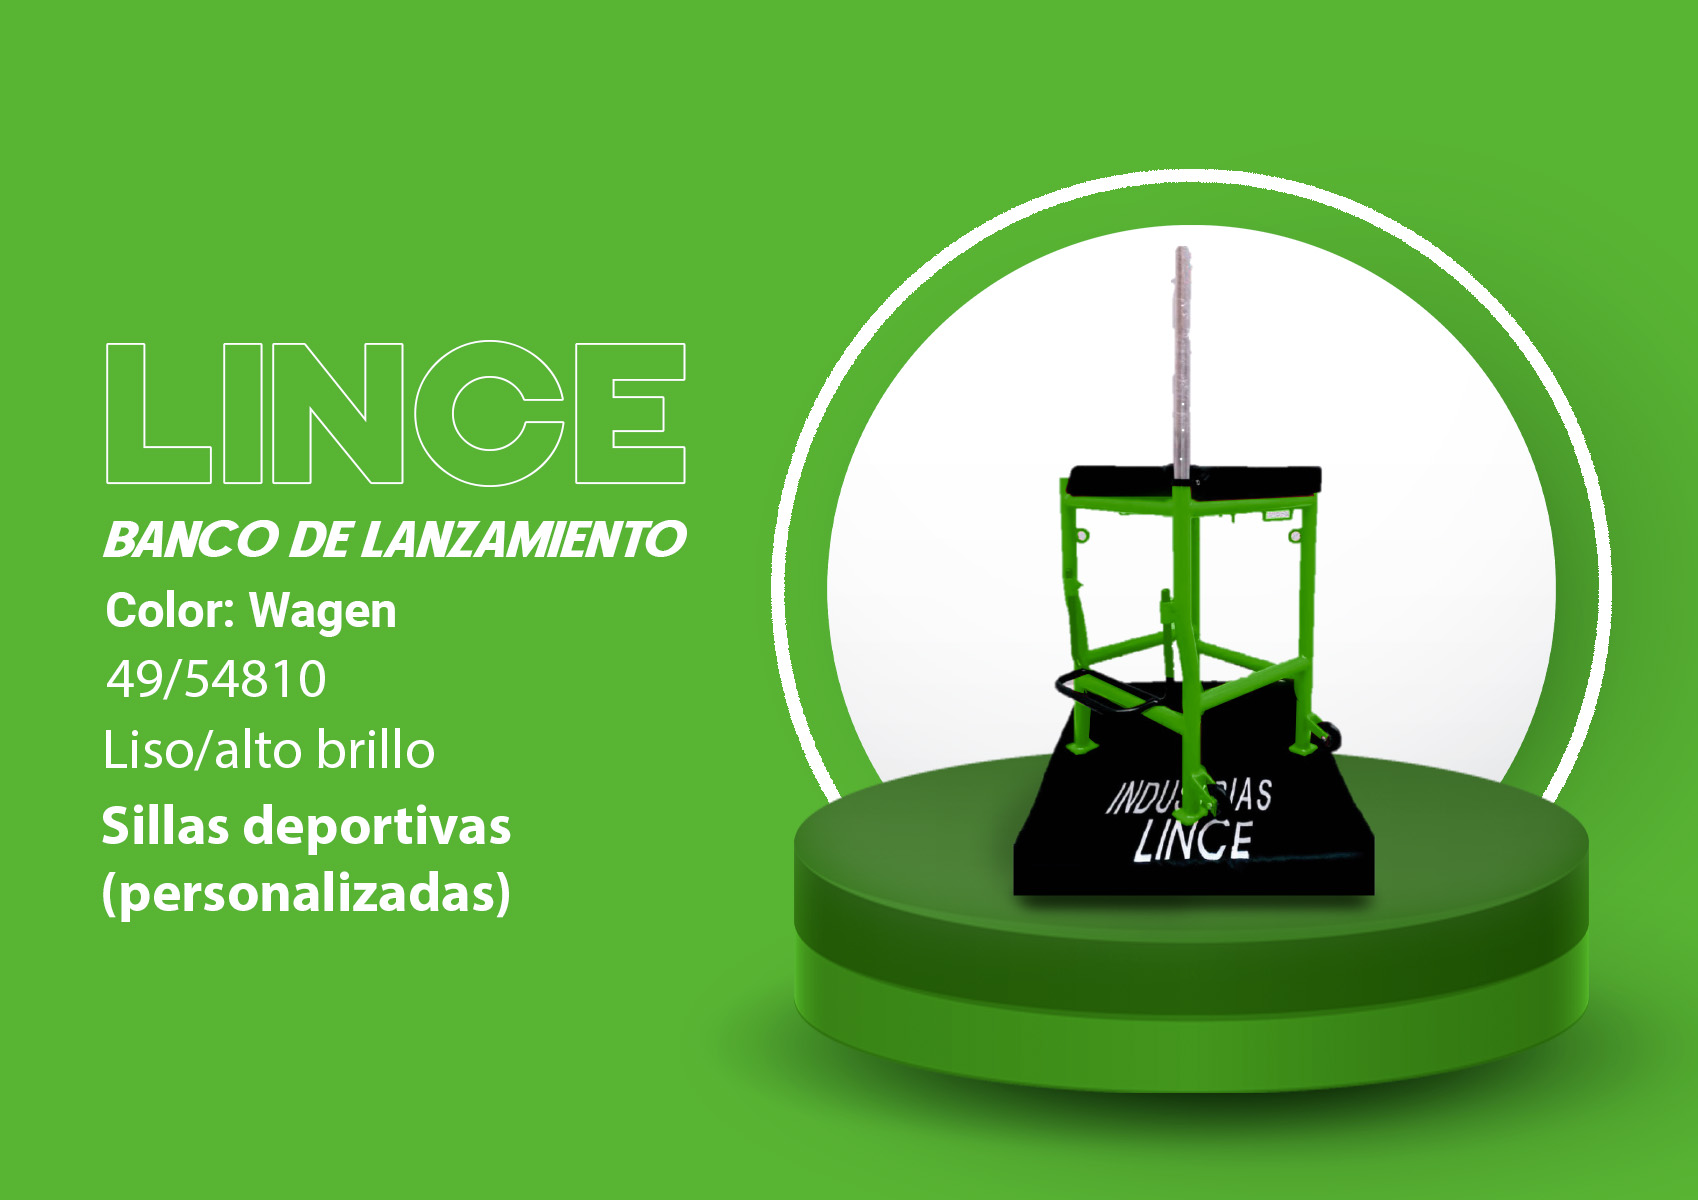 LINCE
BANCO DE LANZAMIENTO
Color: Wagen
49/54810
Liso/alto brillo
Sillas deportivas
(personalizadas)
LINCE